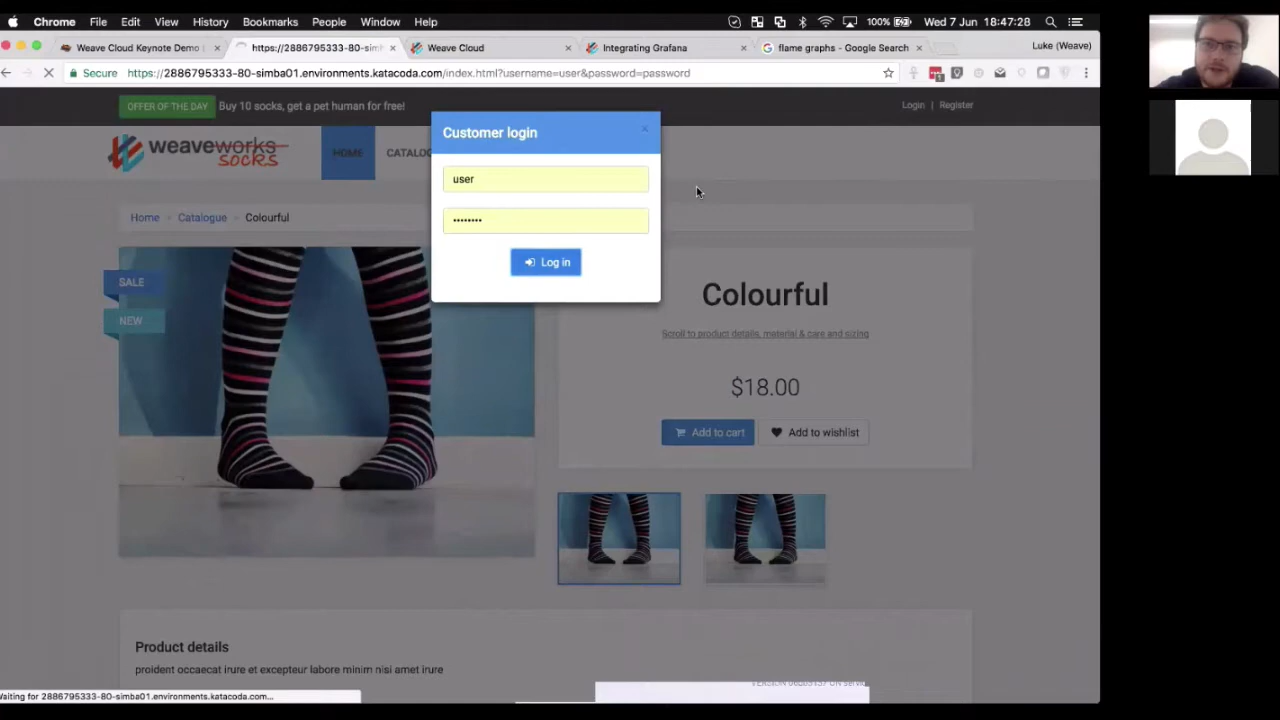 Chrome File Edit View History Bookmarks People Window Help 100% Wed 7 Jun 18:47:28
Weave Cloud Keynote Demo https://2886795333-80-simb Weave Cloud Integrating Grafana flame graphs - Google Search Luke (Weave)
Secure https://2886795333-80-simba01.environments.katacoda.com/index.html?username=user&password=password
OFFER OF THE DAY Buy 10 socks, get a pet human for free! Login | Register
weaveworks
socks
HOME CATALO
Customer login ×
user
••••••••
Log in
Home > Catalogue > Colourful
SALE
NEW
Colourful
Scroll to product details, material & care and sizing
$18.00
Add to cart Add to wishlist
Product details
proident occaecat irure et excepteur labore minim nisi amet irure
Waiting for 2886795333-80-simba01.environments.katacoda.com...